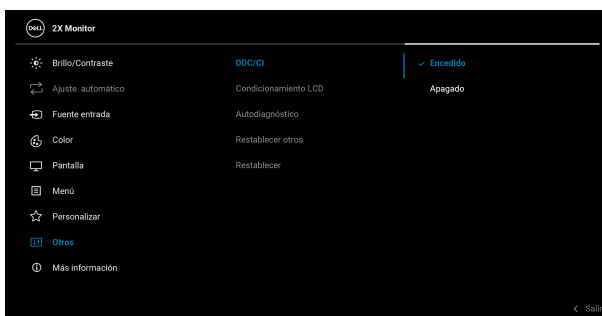 DELL 2X Monitor
Brillo/Contraste DDC/CI ✓ Encedido
Ajuste automático Condicionamiento LCD Apagado
Fuente entrada Autodiagnóstico
Color Restablecer otros
Pantalla Restablecer
Menú
Personalizar
Otros
Más información
Salir